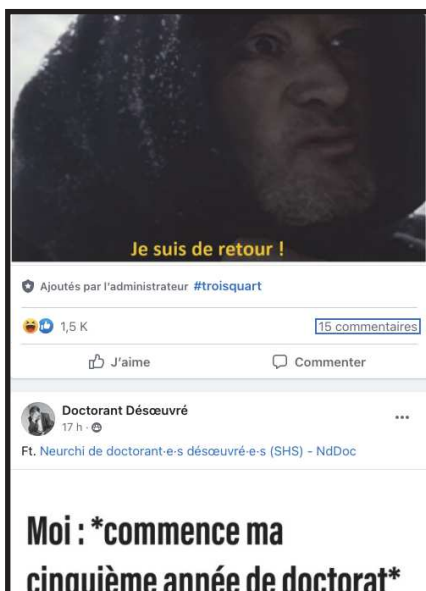 Je suis de retour !
Ajoutés par l'administrateur #troisquart
1,5 K 15 commentaires
J'aime Commenter
Doctorant Désœuvré
17 h ·
Ft. Neurchi de doctorant·e·s désœuvré·e·s (SHS) - NdDoc
Moi : *commence ma
cinquième année de doctorat*